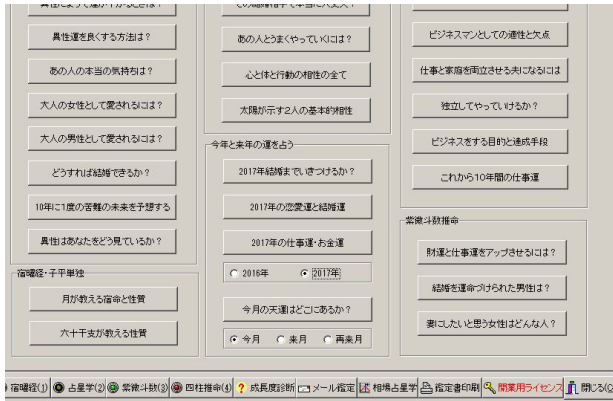 異性運を良くする方法は？
あの人の本当の気持ちは？
大人の女性として愛されるには？
大人の男性として愛されるには？
どうすれば結婚できるか？
10年に1度の苦難の未来を予想する
異性はあなたをどう見ているか？
宿曜経・子平単独
月が教える宿命と性質
六十干支が教える性質
あの人とうまくやっていくには？
心と体と行動の相性の全て
太陽が示す2人の基本的相性
今年と来年の運を占う
2017年結婚までいきつけるか？
2017年の恋愛運と結婚運
2017年の仕事運・お金運
2016年 2017年
今月の天運はどこにあるか？
今月 来月 再来月
ビジネスマンとしての適性と欠点
仕事と家庭を両立させる夫になるには
独立してやっていけるか？
ビジネスをする目的と達成手段
これから10年間の仕事運
紫微斗数推命
財運と仕事運をアップさせるには？
結婚を運命づけられた男性は？
妻にしたいと思う女性はどんな人？
宿曜経(1) 占星学(2) 紫微斗数(3) 四柱推命(4) 成長度診断 メール鑑定 相場占星学 鑑定書印刷 開業用ライセンス 閉じる(C